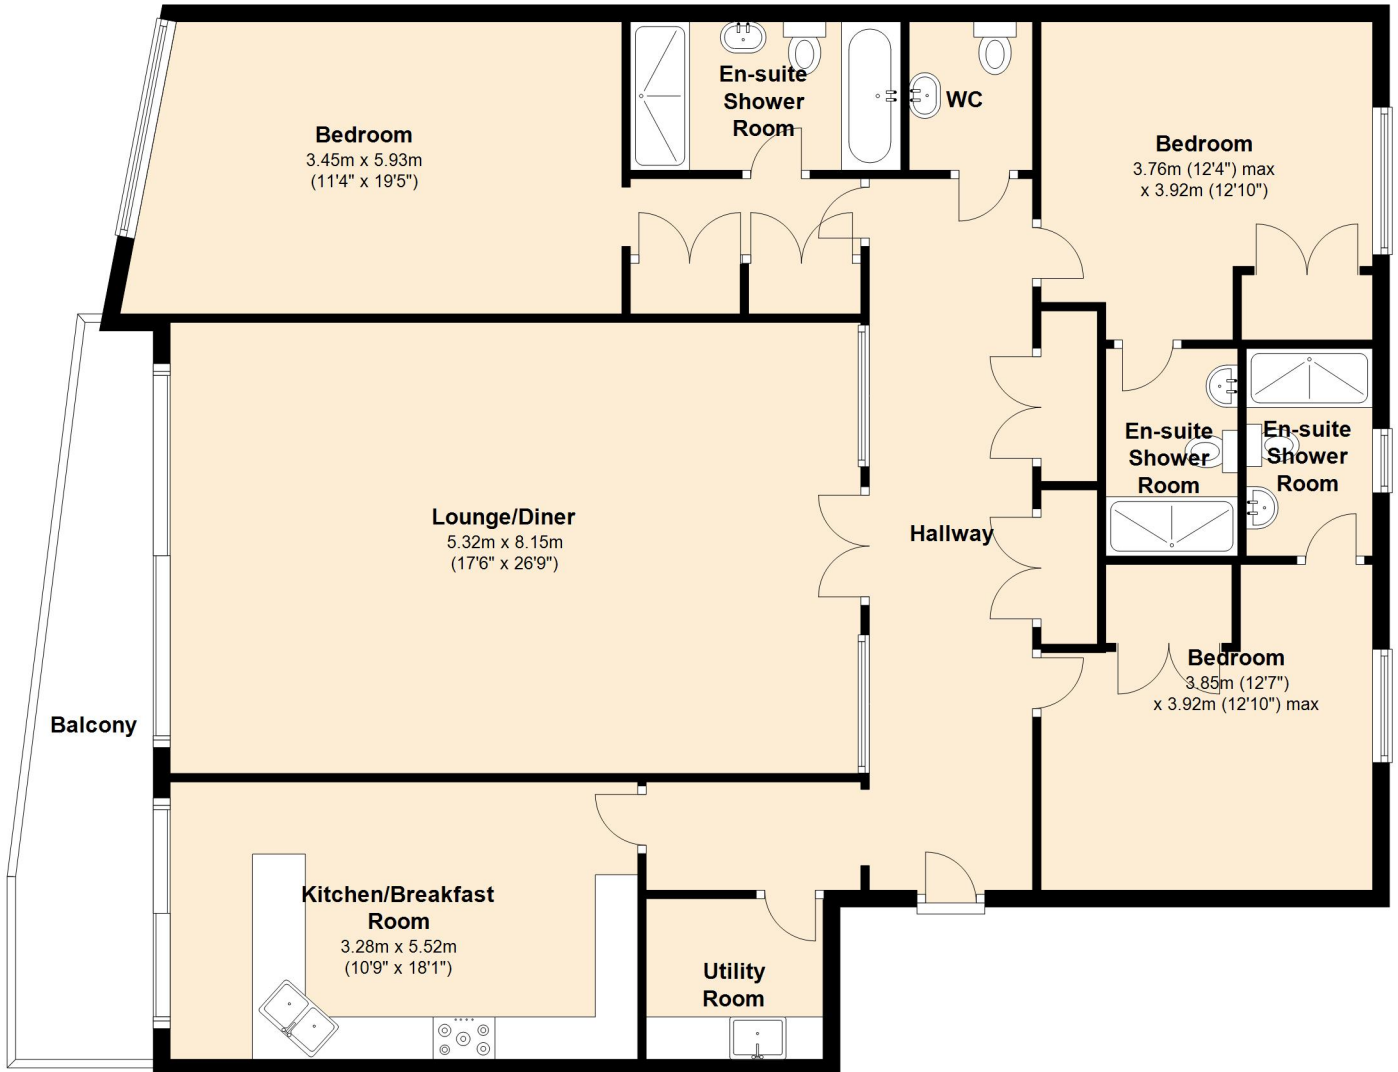 Bedroom
3.45m x 5.93m
(11'4" x 19'5")
En-suite
Shower
Room
WC
Bedroom
3.76m (12'4") max
x 3.92m (12'10")
Lounge/Diner
5.32m x 8.15m
(17'6" x 26'9")
Hallway
En-suite
Shower
Room
En-suite
Shower
Room
Balcony
Bedroom
3.85m (12'7")
x 3.92m (12'10") max
Kitchen/Breakfast
Room
3.28m x 5.52m
(10'9" x 18'1")
Utility
Room